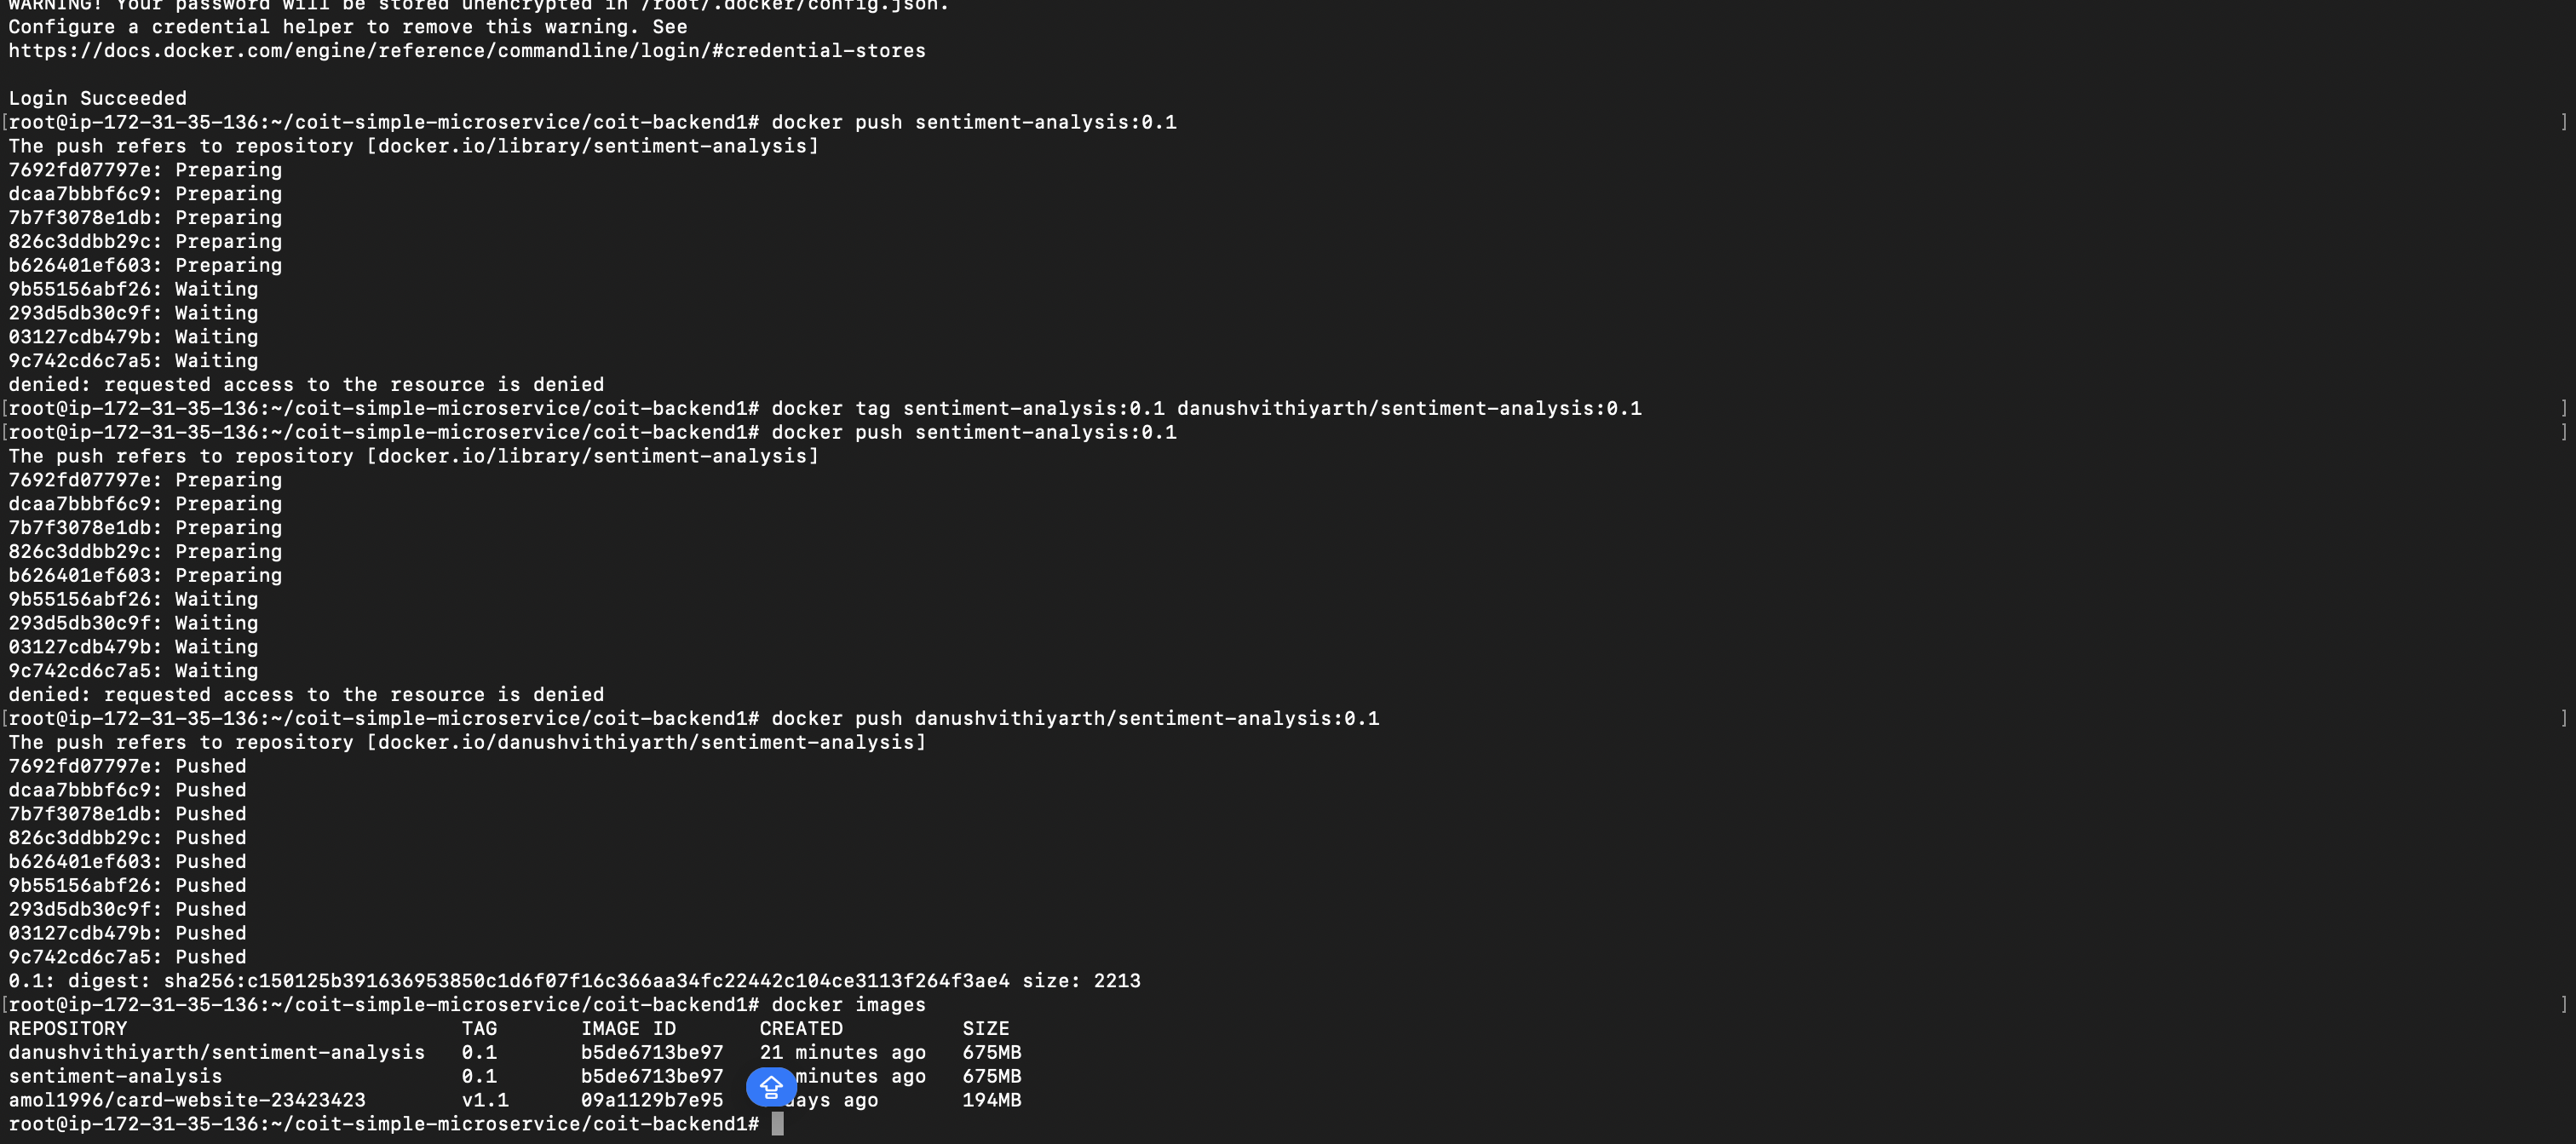 WARNING! Your password will be stored unencrypted in /root/.docker/config.json.
Configure a credential helper to remove this warning. See
https://docs.docker.com/engine/reference/commandline/login/#credential-stores
Login Succeeded
[root@ip-172-31-35-136:~/coit-simple-microservice/coit-backend1# docker push sentiment-analysis:0.1 ]
The push refers to repository [docker.io/library/sentiment-analysis]
7692fd07797e: Preparing
dcaa7bbbf6c9: Preparing
7b7f3078e1db: Preparing
826c3ddbb29c: Preparing
b626401ef603: Preparing
9b55156abf26: Waiting
293d5db30c9f: Waiting
03127cdb479b: Waiting
9c742cd6c7a5: Waiting
denied: requested access to the resource is denied
[root@ip-172-31-35-136:~/coit-simple-microservice/coit-backend1# docker tag sentiment-analysis:0.1 danushvithiyarth/sentiment-analysis:0.1 ]
[root@ip-172-31-35-136:~/coit-simple-microservice/coit-backend1# docker push sentiment-analysis:0.1 ]
The push refers to repository [docker.io/library/sentiment-analysis]
7692fd07797e: Preparing
dcaa7bbbf6c9: Preparing
7b7f3078e1db: Preparing
826c3ddbb29c: Preparing
b626401ef603: Preparing
9b55156abf26: Waiting
293d5db30c9f: Waiting
03127cdb479b: Waiting
9c742cd6c7a5: Waiting
denied: requested access to the resource is denied
[root@ip-172-31-35-136:~/coit-simple-microservice/coit-backend1# docker push danushvithiyarth/sentiment-analysis:0.1 ]
The push refers to repository [docker.io/danushvithiyarth/sentiment-analysis]
7692fd07797e: Pushed
dcaa7bbbf6c9: Pushed
7b7f3078e1db: Pushed
826c3ddbb29c: Pushed
b626401ef603: Pushed
9b55156abf26: Pushed
293d5db30c9f: Pushed
03127cdb479b: Pushed
9c742cd6c7a5: Pushed
0.1: digest: sha256:c150125b391636953850c1d6f07f16c366aa34fc22442c104ce3113f264f3ae4 size: 2213
[root@ip-172-31-35-136:~/coit-simple-microservice/coit-backend1# docker images ]
REPOSITORY TAG IMAGE ID CREATED SIZE
danushvithiyarth/sentiment-analysis 0.1 b5de6713be97 21 minutes ago 675MB
sentiment-analysis 0.1 b5de6713be97 minutes ago 675MB
amol1996/card-website-23423423 v1.1 09a1129b7e95 days ago 194MB
root@ip-172-31-35-136:~/coit-simple-microservice/coit-backend1#